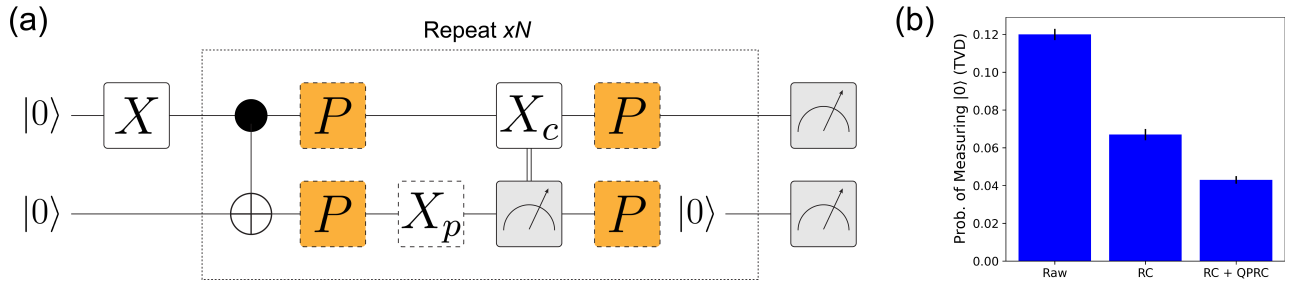 (a)
Repeat xN
|0⟩ X P X_c P
|0⟩ P X_p P |0⟩
(b)
Prob. of Measuring |0⟩ (TVD)
0.12
0.10
0.08
0.06
0.04
0.02
0.00
Raw RC RC + QPRC